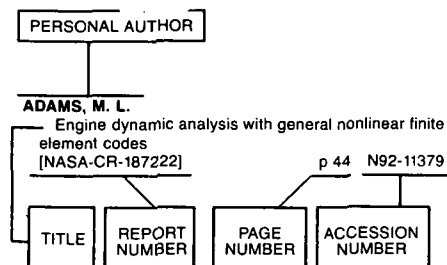 PERSONAL AUTHOR
ADAMS, M. L.
Engine dynamic analysis with general nonlinear finite
element codes
[NASA-CR-187222] p 44 N92-11379
TITLE REPORT NUMBER PAGE NUMBER ACCESSION NUMBER